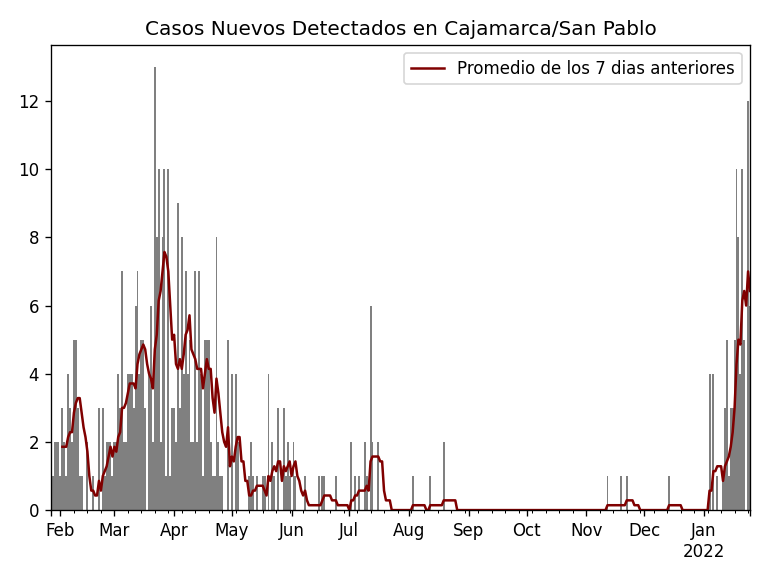 Casos Nuevos Detectados en Cajamarca/San Pablo
Promedio de los 7 dias anteriores
12
10
8
6
4
2
0
Feb Mar Apr May Jun Jul Aug Sep Oct Nov Dec Jan
2022